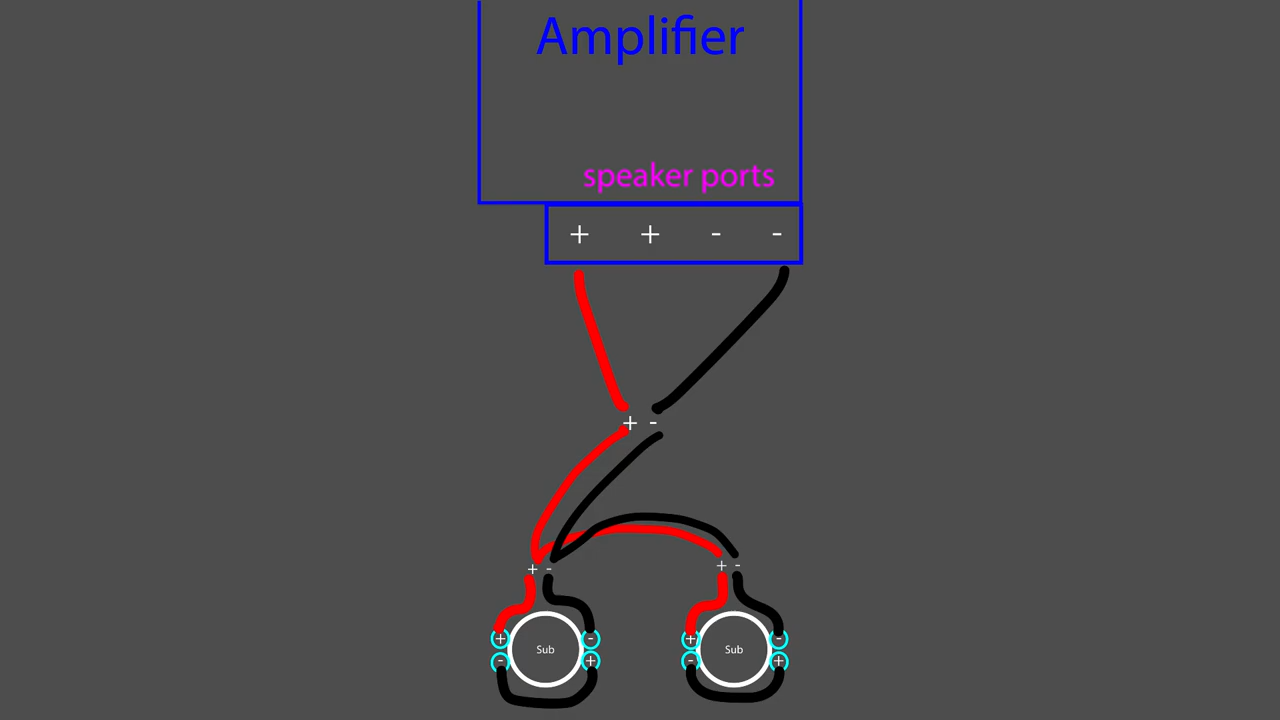 Amplifier
speaker ports
+ + - -
+ -
+ - + -
+ - + -
Sub Sub
- + - +